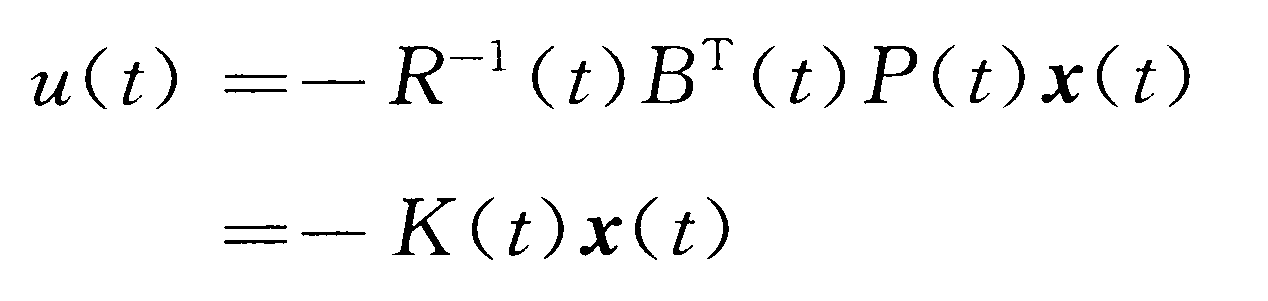 u(t) =− R⁻¹(t)Bᵀ(t)P(t)x(t)
=− K(t)x(t)